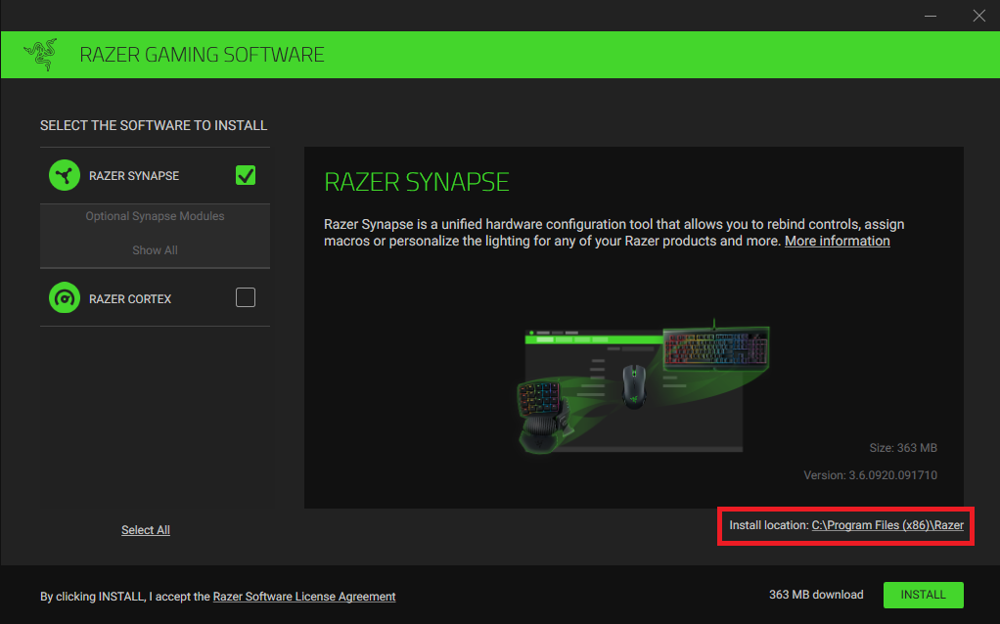 RAZER GAMING SOFTWARE
SELECT THE SOFTWARE TO INSTALL
RAZER SYNAPSE
Optional Synapse Modules
Show All
RAZER CORTEX
Select All
RAZER SYNAPSE
Razer Synapse is a unified hardware configuration tool that allows you to rebind controls, assign
macros or personalize the lighting for any of your Razer products and more. More information
Size: 363 MB
Version: 3.6.0920.091710
Install location: C:\Program Files (x86)\Razer
By clicking INSTALL, I accept the Razer Software License Agreement
363 MB download
INSTALL